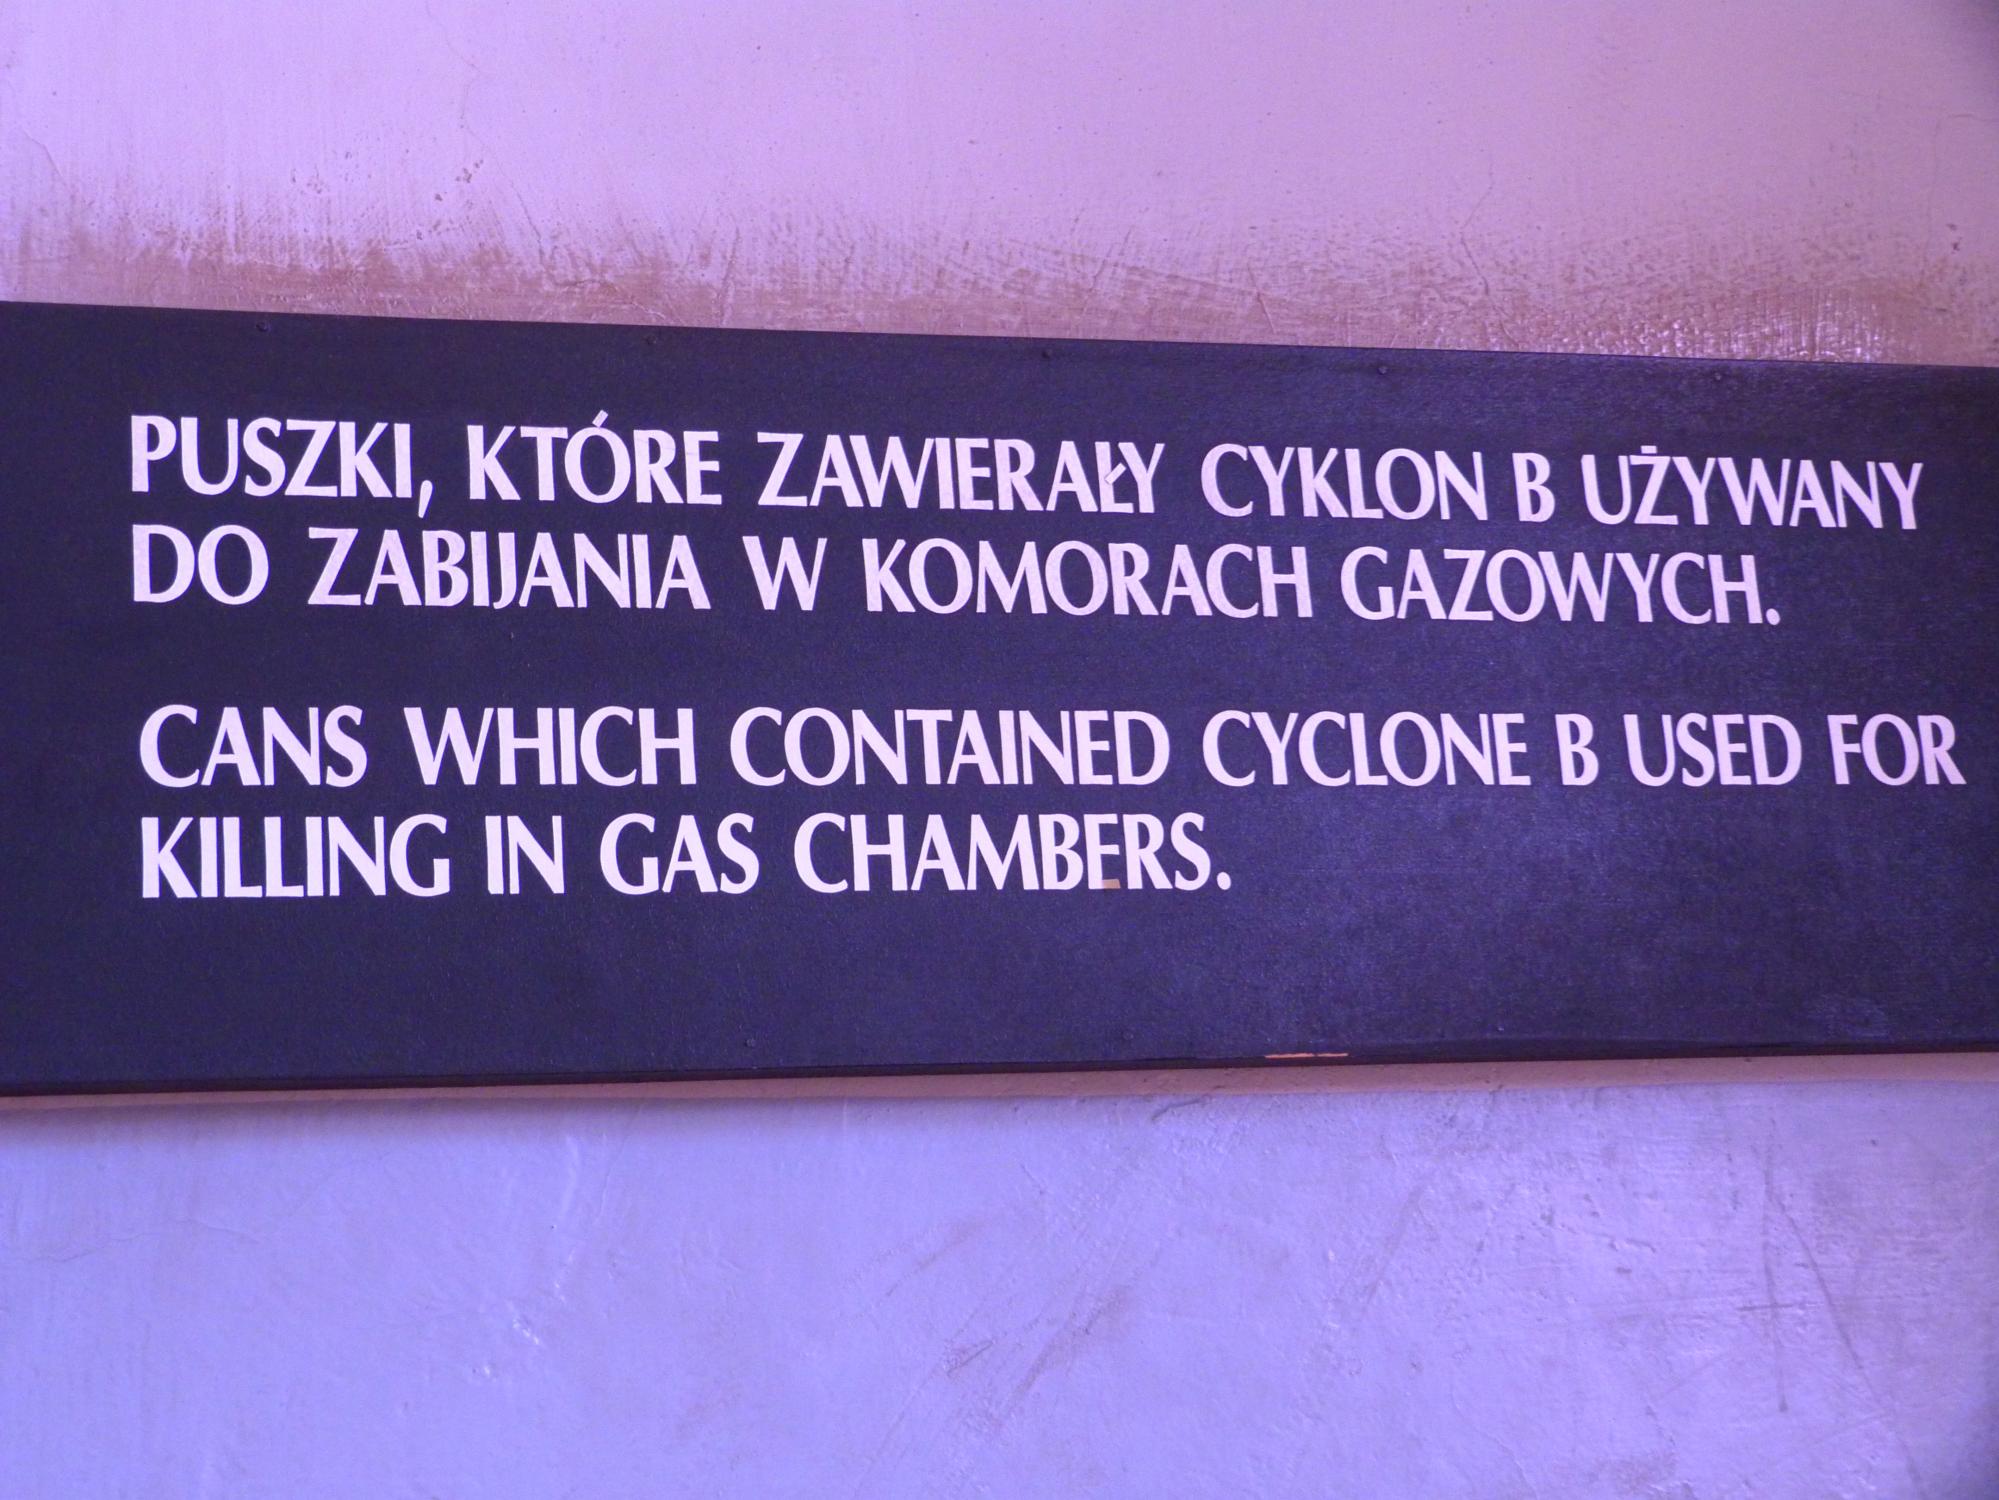 PUSZKI, KTÓRE ZAWIERAŁY CYKLON B UŻYWANY
DO ZABIJANIA W KOMORACH GAZOWYCH.
CANS WHICH CONTAINED CYCLONE B USED FOR
KILLING IN GAS CHAMBERS.